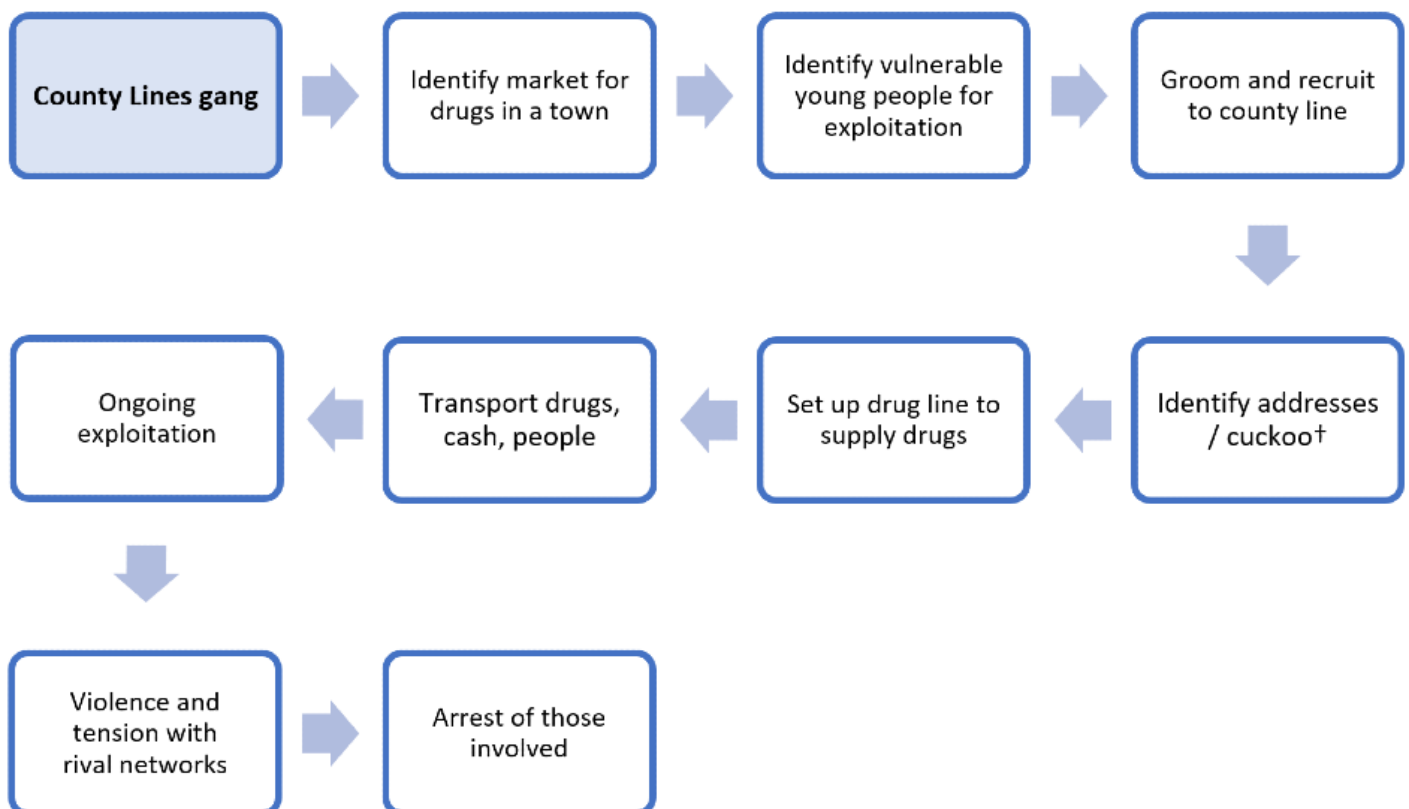 County Lines gang
Identify market for
drugs in a town
Identify vulnerable
young people for
exploitation
Groom and recruit
to county line
Identify addresses
/ cuckoo†
Set up drug line to
supply drugs
Transport drugs,
cash, people
Ongoing
exploitation
Violence and
tension with
rival networks
Arrest of those
involved